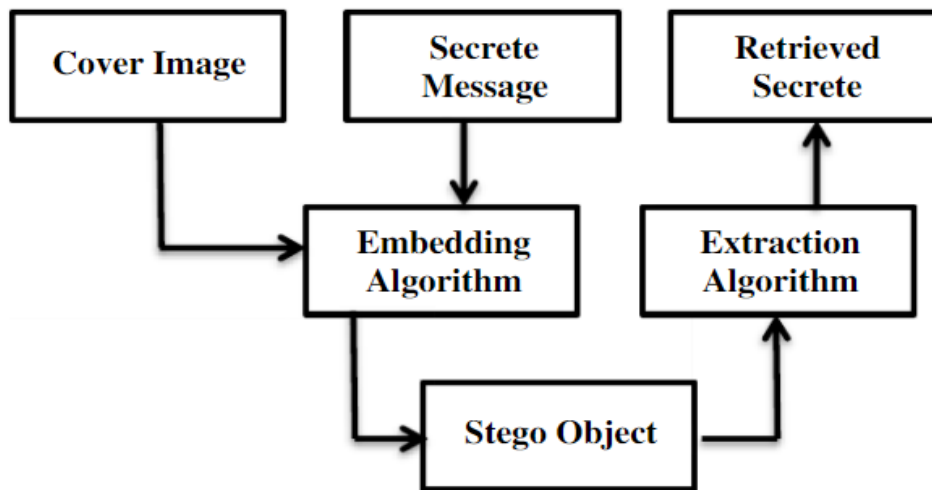 Cover Image
Secrete
Message
Retrieved
Secrete
Embedding
Algorithm
Extraction
Algorithm
Stego Object